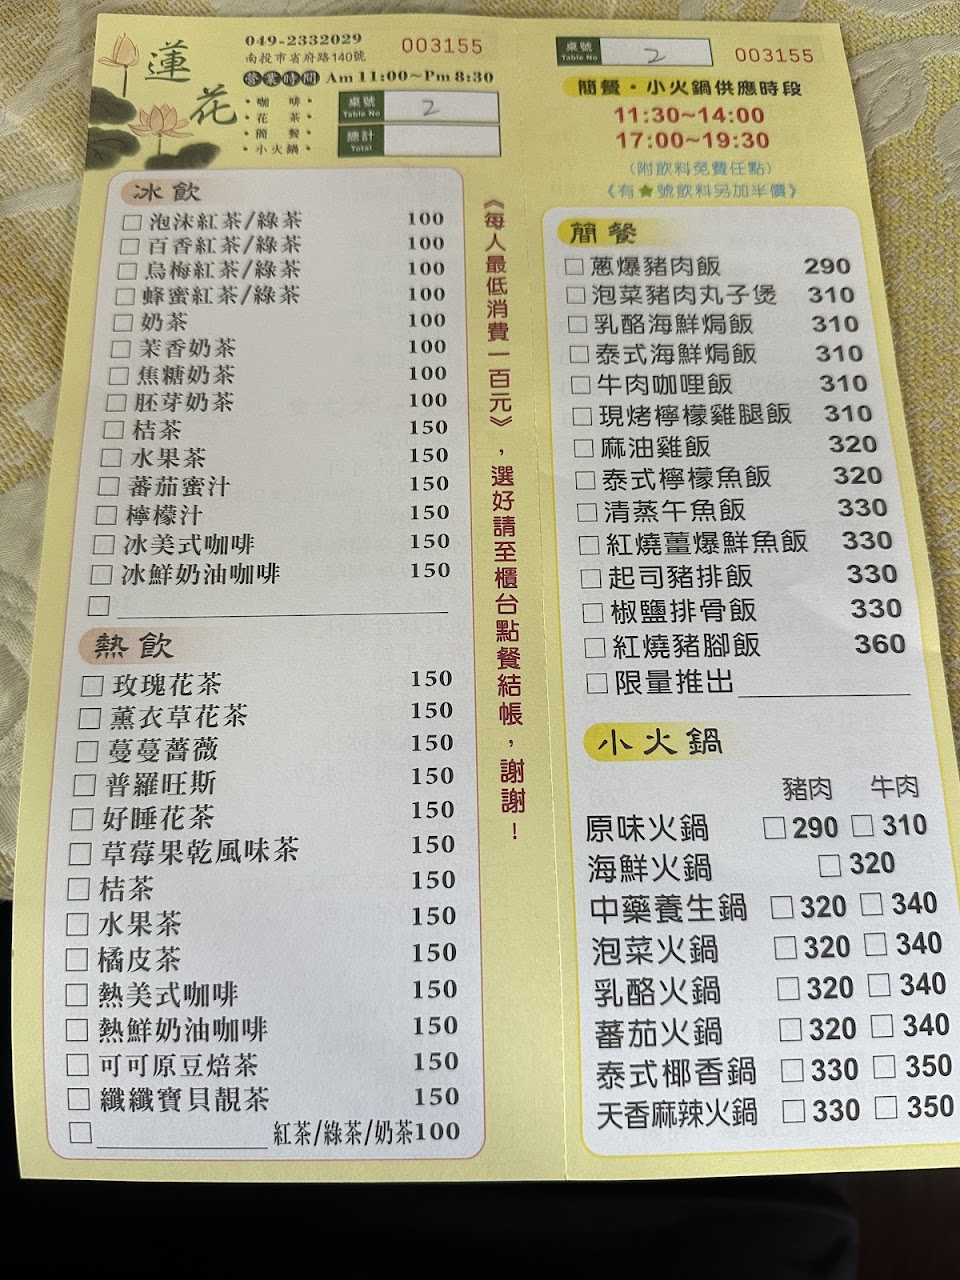 蓮花
049-2332029
南投市省府路140號
003155
營業時間 Am 11:00~Pm 8:30
・咖啡・
・花茶・
・簡餐・
・小火鍋・
桌號 Table No 2
總計 Total
冰飲
□泡沫紅茶/綠茶 100
□百香紅茶/綠茶 100
□烏梅紅茶/綠茶 100
□蜂蜜紅茶/綠茶 100
□奶茶 100
□茉香奶茶 100
□焦糖奶茶 100
□胚芽奶茶 100
□桔茶 150
□水果茶 150
□蕃茄蜜汁 150
□檸檬汁 150
□冰美式咖啡 150
□冰鮮奶油咖啡 150
□
熱飲
□玫瑰花茶 150
□薰衣草花茶 150
□蔓蔓薔薇 150
□普羅旺斯 150
□好睡花茶 150
□草莓果乾風味茶 150
□桔茶 150
□水果茶 150
□橘皮茶 150
□熱美式咖啡 150
□熱鮮奶油咖啡 150
□可可原豆焙茶 150
□纖纖寶貝靚茶 150
□ 紅茶/綠茶/奶茶100
《每人最低消費一百元》，選好請至櫃台點餐結帳，謝謝！
桌號 Table No 2
003155
簡餐・小火鍋供應時段
11:30~14:00
17:00~19:30
(附飲料免費任點)
《有★號飲料另加半價》
簡餐
□蔥爆豬肉飯 290
□泡菜豬肉丸子煲 310
□乳酪海鮮焗飯 310
□泰式海鮮焗飯 310
□牛肉咖哩飯 310
□現烤檸檬雞腿飯 310
□麻油雞飯 320
□泰式檸檬魚飯 320
□清蒸午魚飯 330
□紅燒薑爆鮮魚飯 330
□起司豬排飯 330
□椒鹽排骨飯 330
□紅燒豬腳飯 360
□限量推出
小火鍋
豬肉 牛肉
原味火鍋 □290 □310
海鮮火鍋 □320
中藥養生鍋 □320 □340
泡菜火鍋 □320 □340
乳酪火鍋 □320 □340
蕃茄火鍋 □320 □340
泰式椰香鍋 □330 □350
天香麻辣火鍋 □330 □350